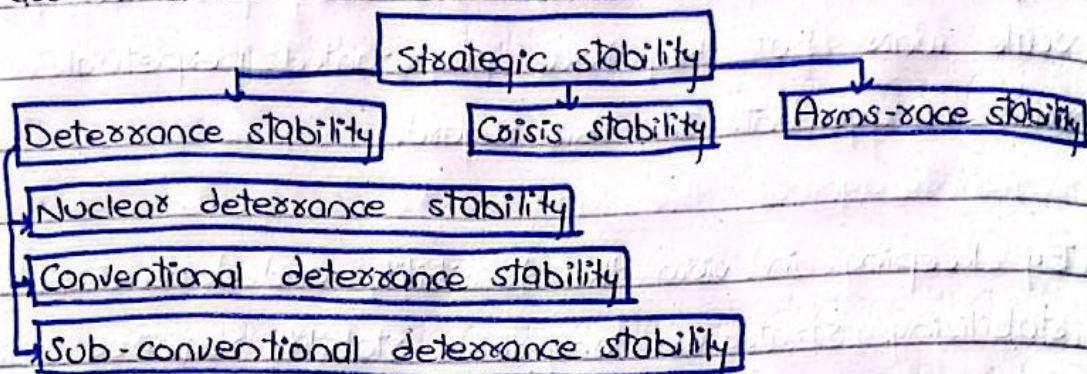 Strategic stability
Deterrance stability
Crisis stability
Arms-race stability
Nuclear deterrance stability
Conventional deterrance stability
Sub-conventional deterrance stability